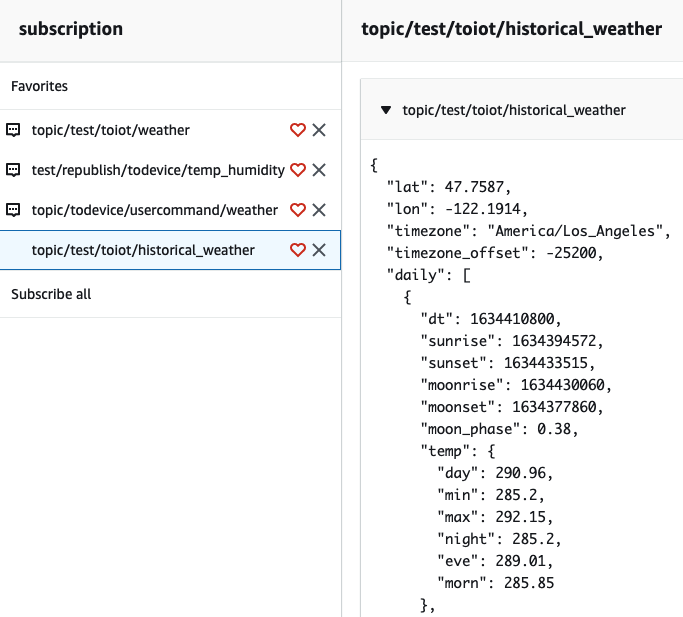 subscription
Favorites
topic/test/toiot/weather
test/republish/todevice/temp_humidity
topic/todevice/usercommand/weather
topic/test/toiot/historical_weather
Subscribe all
topic/test/toiot/historical_weather
topic/test/toiot/historical_weather
{
"lat": 47.7587,
"lon": -122.1914,
"timezone": "America/Los_Angeles",
"timezone_offset": -25200,
"daily": [
{
"dt": 1634410800,
"sunrise": 1634394572,
"sunset": 1634433515,
"moonrise": 1634430060,
"moonset": 1634377860,
"moon_phase": 0.38,
"temp": {
"day": 290.96,
"min": 285.2,
"max": 292.15,
"night": 285.2,
"eve": 289.01,
"morn": 285.85
},